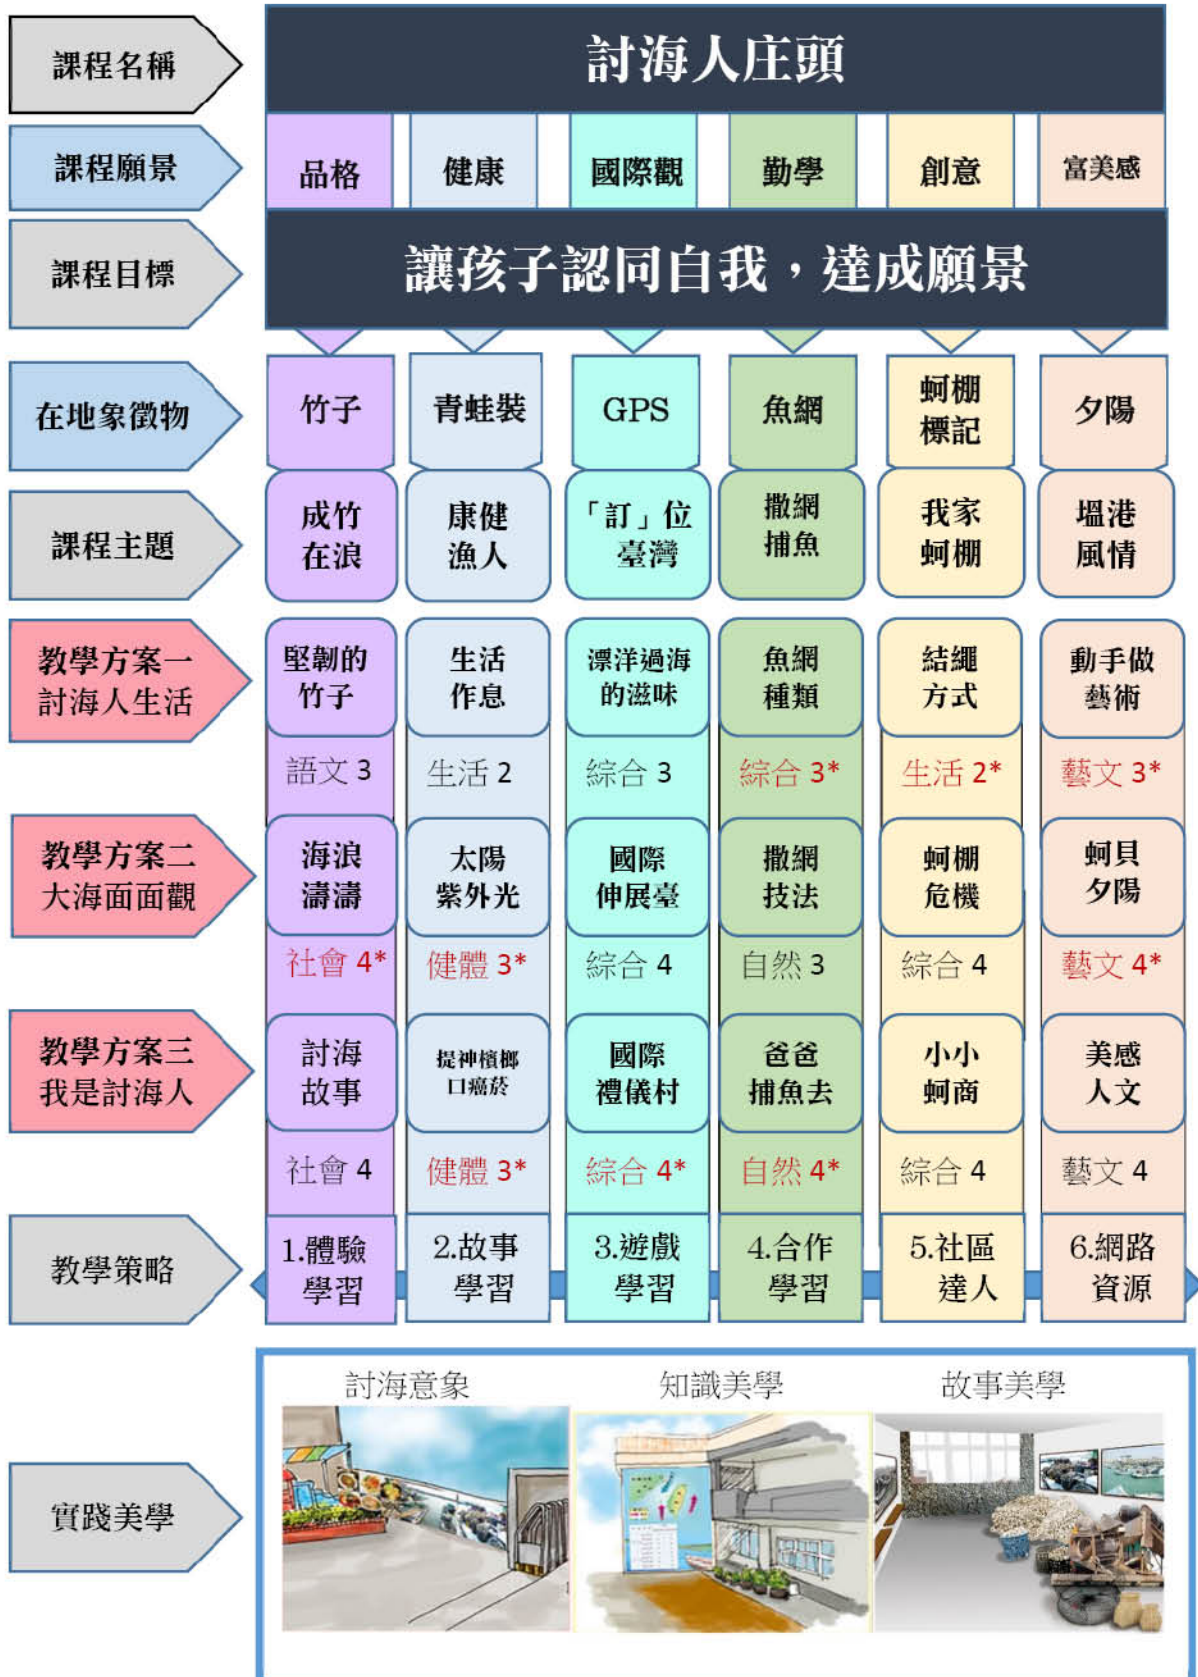 課程名稱
討海人庄頭
課程願景
品格
健康
國際觀
勤學
創意
富美感
課程目標
讓孩子認同自我，達成願景
在地象徵物
竹子
青蛙裝
GPS
魚網
蚵棚
標記
夕陽
課程主題
成竹
在浪
康健
漁人
「訂」位
臺灣
撒網
捕魚
我家
蚵棚
塭港
風情
教學方案一
討海人生活
堅韌的
竹子
生活
作息
漂洋過海
的滋味
魚網
種類
結繩
方式
動手做
藝術
語文 3
生活 2
綜合 3
綜合 3*
生活 2*
藝文 3*
教學方案二
大海面面觀
海浪
濤濤
太陽
紫外光
國際
伸展臺
撒網
技法
蚵棚
危機
蚵貝
夕陽
社會 4*
健體 3*
綜合 4
自然 3
綜合 4
藝文 4*
教學方案三
我是討海人
討海
故事
提神檳榔
口癌菸
國際
禮儀村
爸爸
捕魚去
小小
蚵商
美感
人文
社會 4
健體 3*
綜合 4*
自然 4*
綜合 4
藝文 4
教學策略
1.體驗
學習
2.故事
學習
3.遊戲
學習
4.合作
學習
5.社區
達人
6.網路
資源
實踐美學
討海意象
知識美學
故事美學